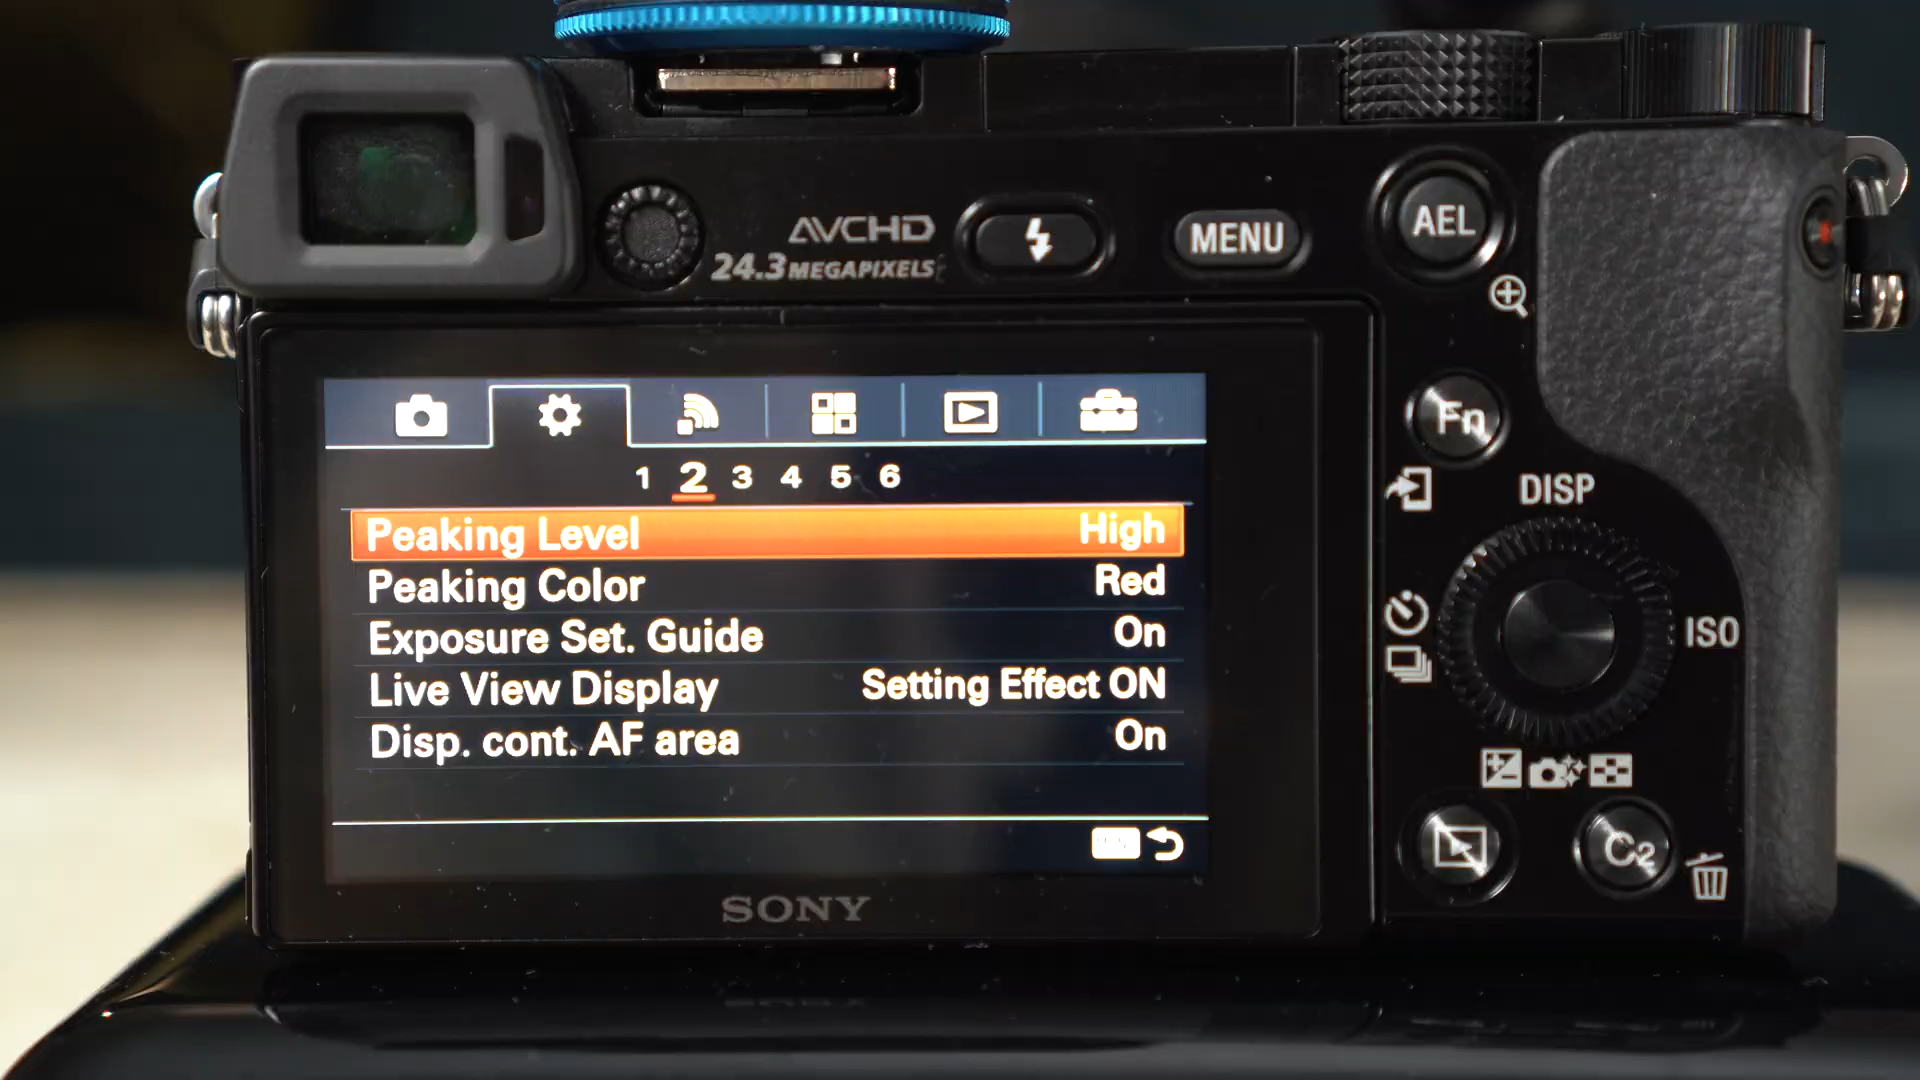 AVCHD
24.3 MEGAPIXELS
MENU
AEL
Fn
DISP
ISO
C2
1 2 3 4 5 6
Peaking Level High
Peaking Color Red
Exposure Set. Guide On
Live View Display Setting Effect ON
Disp. cont. AF area On
SONY